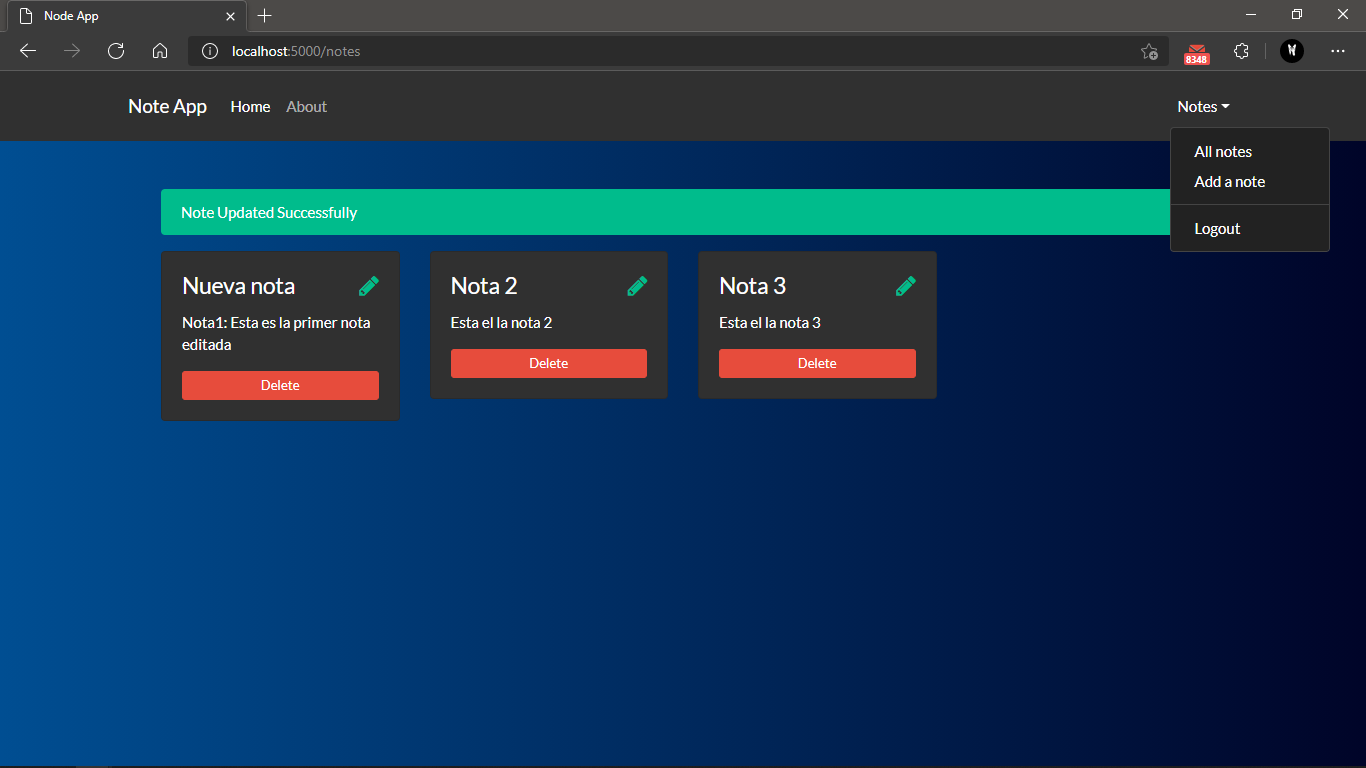 Node App
localhost:5000/notes
8348
Note App Home About Notes
All notes
Add a note
Logout
Note Updated Successfully
Nueva nota
Nota1: Esta es la primer nota
editada
Delete
Nota 2
Esta el la nota 2
Delete
Nota 3
Esta el la nota 3
Delete